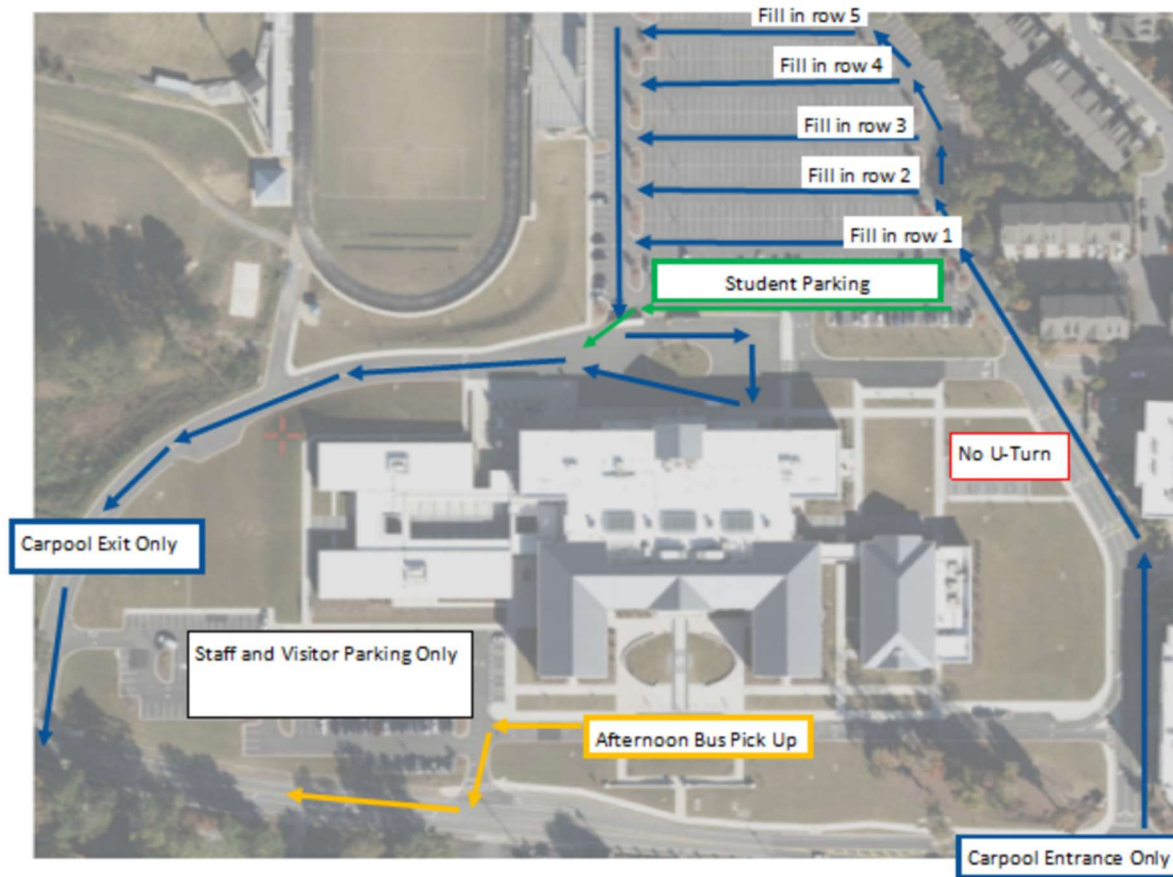 Fill in row 5
Fill in row 4
Fill in row 3
Fill in row 2
Fill in row 1
Student Parking
No U-Turn
Carpool Exit Only
Staff and Visitor Parking Only
Afternoon Bus Pick Up
Carpool Entrance Only